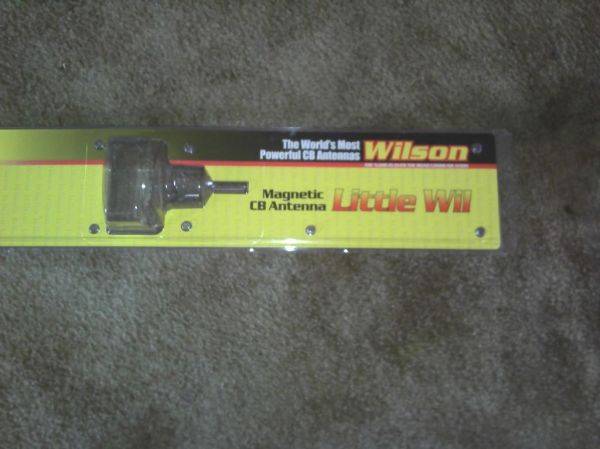 The World's Most
Powerful CB Antennas
Wilson
Magnetic
CB Antenna
Little Wil